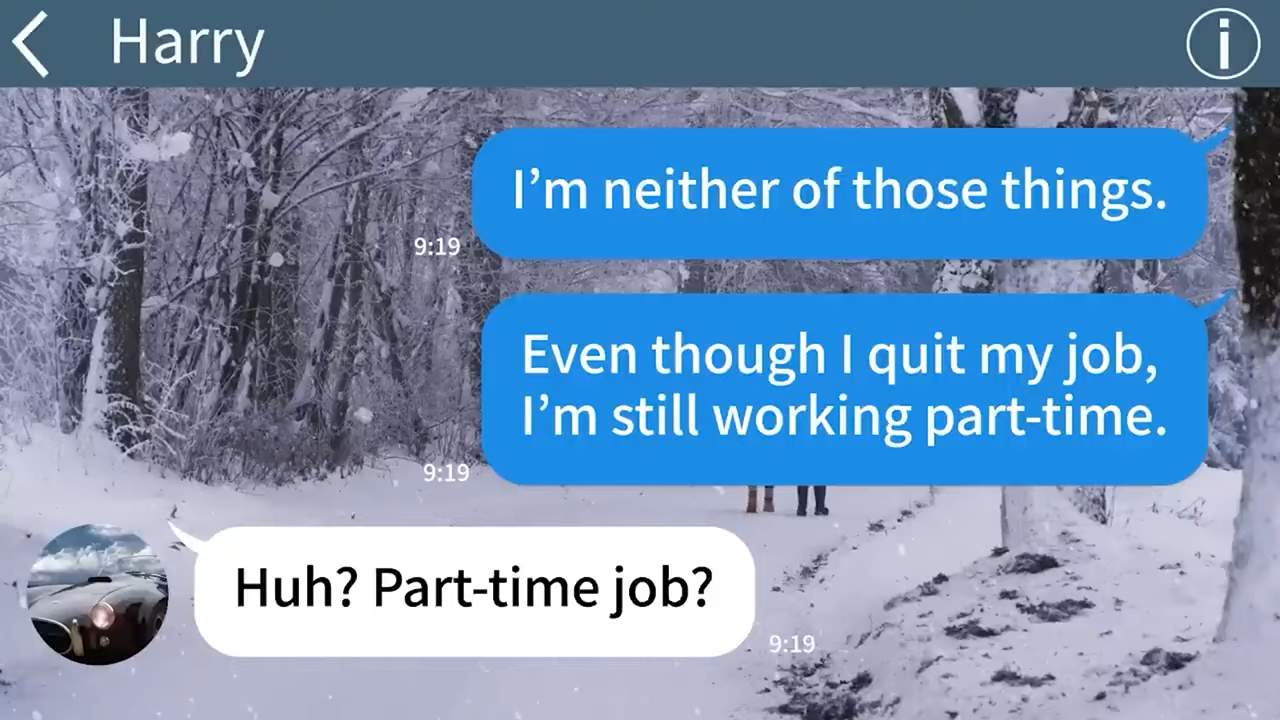 Harry
I’m neither of those things.
9:19
Even though I quit my job,
I’m still working part-time.
9:19
Huh? Part-time job?
9:19